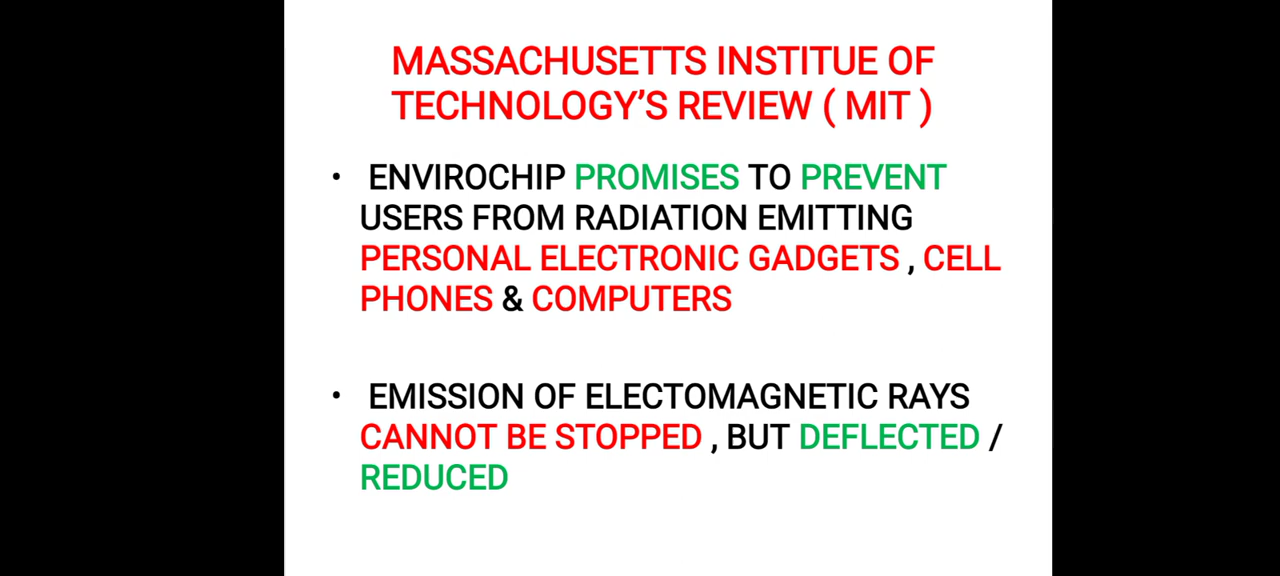 MASSACHUSETTS INSTITUE OF
TECHNOLOGY’S REVIEW ( MIT )
• ENVIROCHIP PROMISES TO PREVENT
USERS FROM RADIATION EMITTING
PERSONAL ELECTRONIC GADGETS , CELL
PHONES & COMPUTERS
• EMISSION OF ELECTOMAGNETIC RAYS
CANNOT BE STOPPED , BUT DEFLECTED /
REDUCED